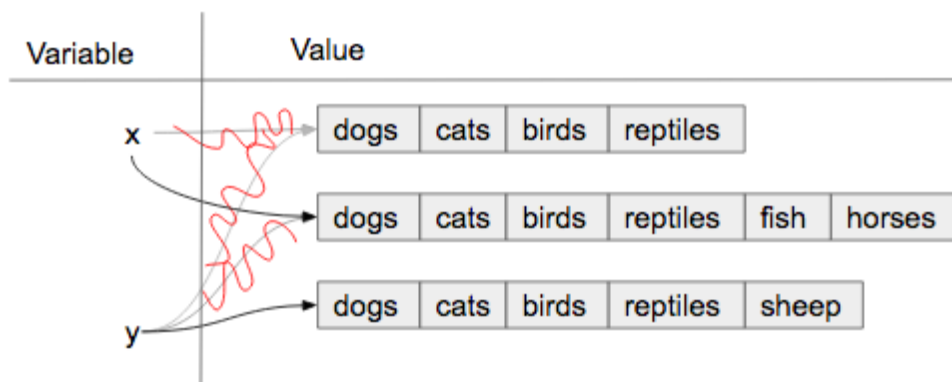 Variable Value
x dogs cats birds reptiles
dogs cats birds reptiles fish horses
y dogs cats birds reptiles sheep